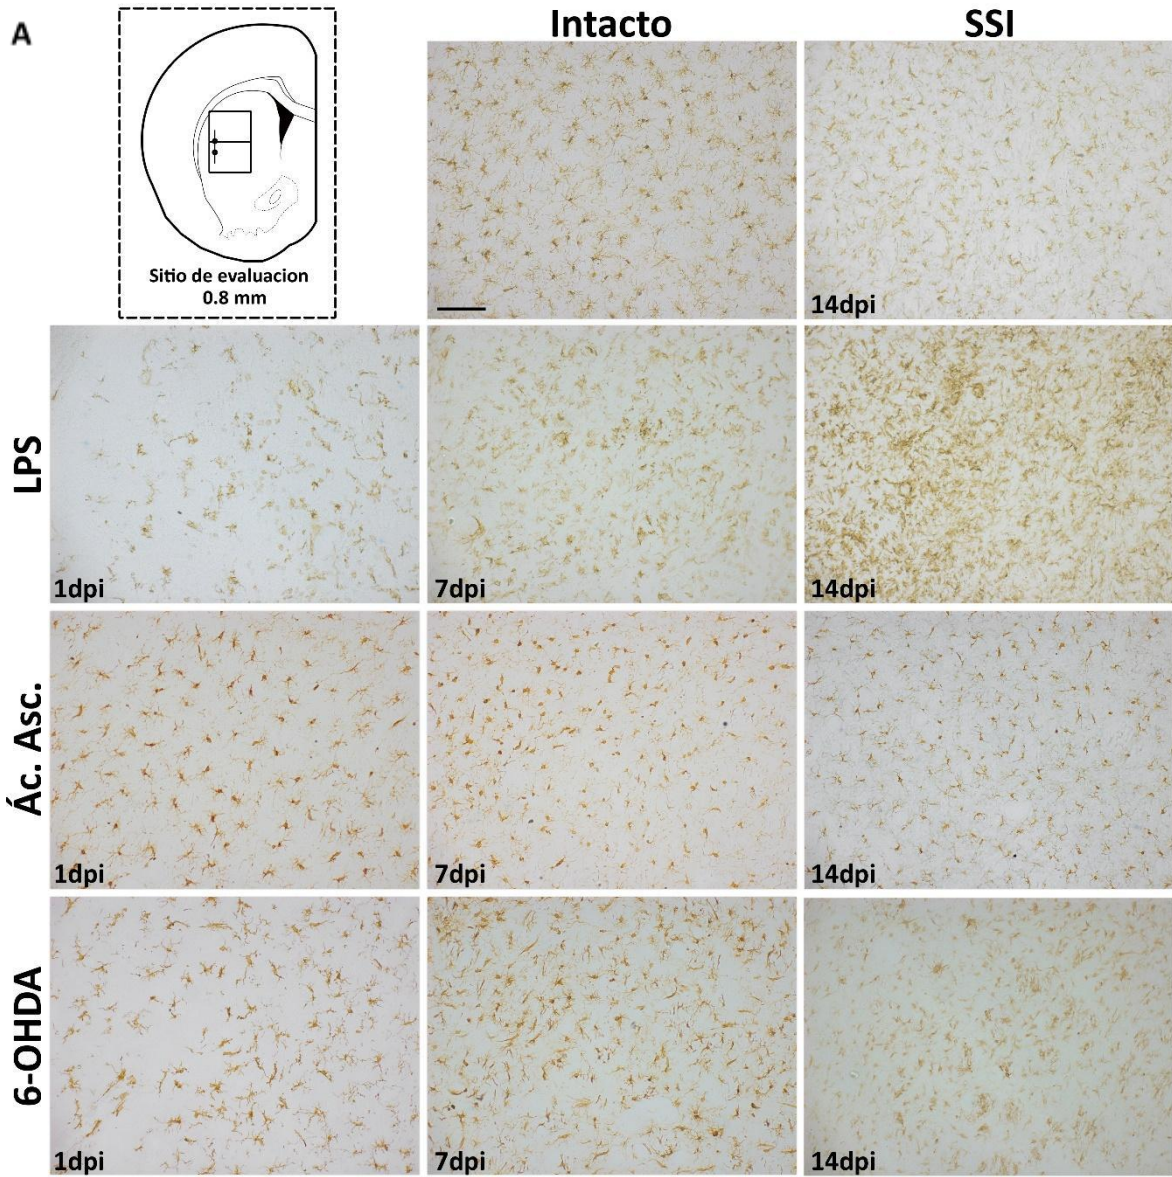 A
Intacto
SSI
Sitio de evaluacion
0.8 mm
14dpi
LPS
1dpi
7dpi
14dpi
Ác. Asc.
1dpi
7dpi
14dpi
6-OHDA
1dpi
7dpi
14dpi